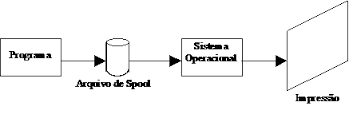 Programa
Arquivo de Spool
Sistema
Operacional
Impressão